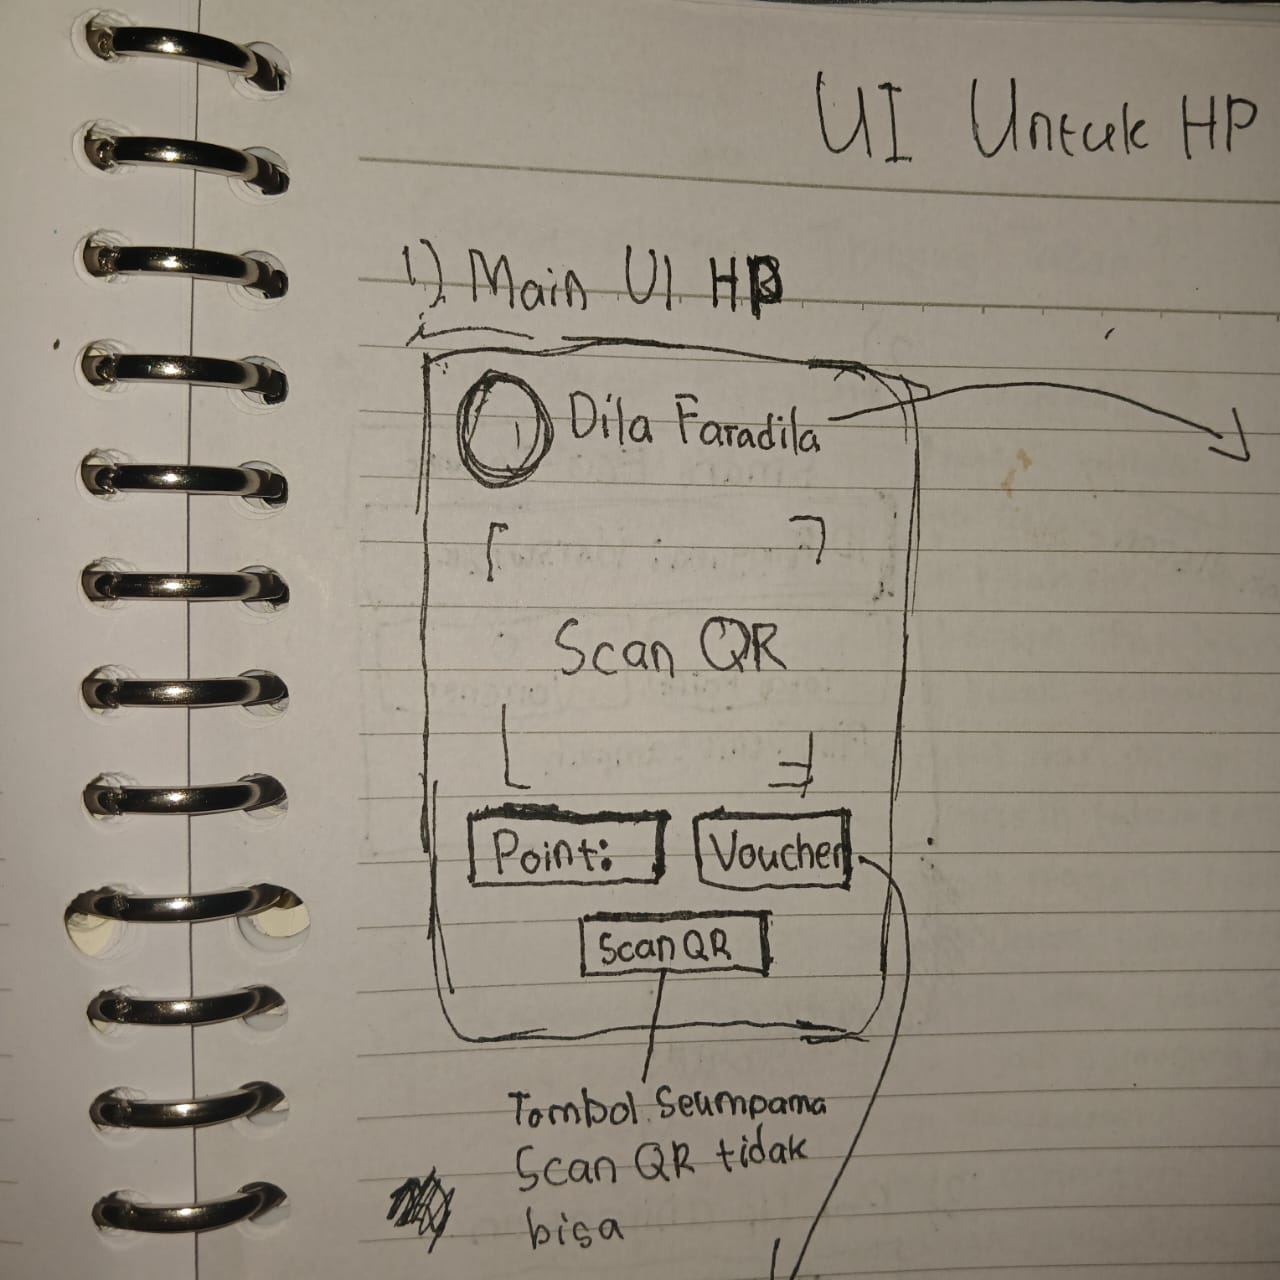 UI Untuk HP
1.) Main UI HP
Dila Faradila
Scan QR
Point:
Voucher
Scan QR
Tombol Seumpama
Scan QR tidak
bisa